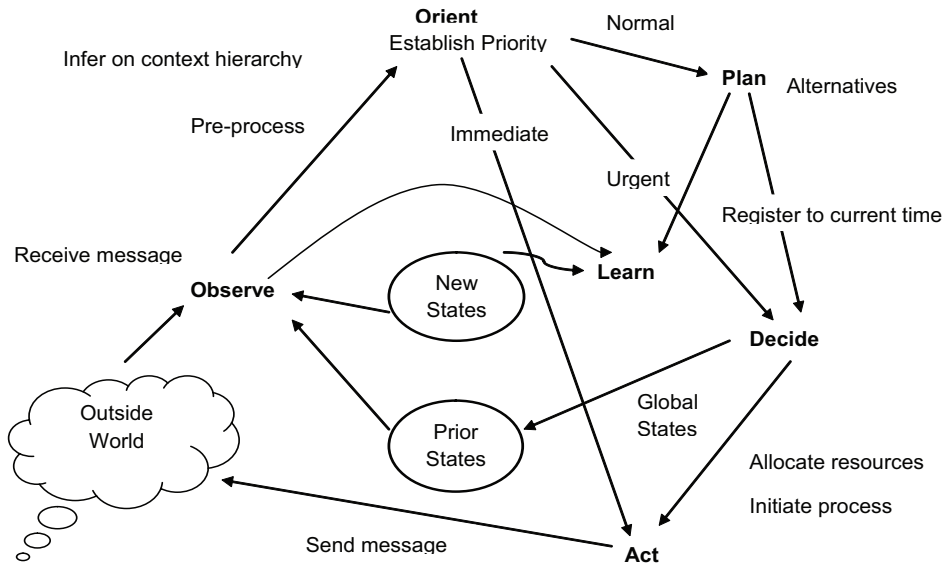 Orient
Establish Priority
Normal
Infer on context hierarchy
Plan
Alternatives
Pre-process
Immediate
Urgent
Register to current time
Receive message
Learn
Observe
New
States
Decide
Outside
World
Global
States
Prior
States
Allocate resources
Initiate process
Send message
Act